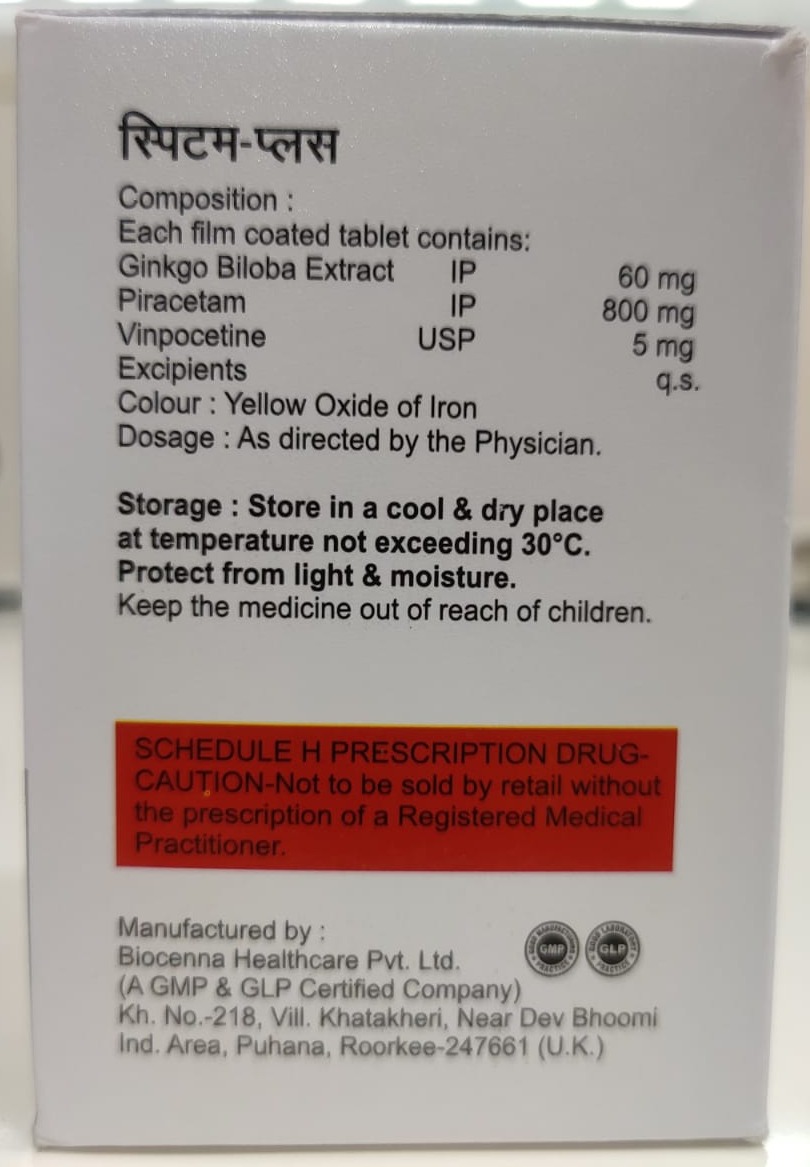 स्पिटम-प्लस
Composition :
Each film coated tablet contains:
Ginkgo Biloba Extract IP 60 mg
Piracetam IP 800 mg
Vinpocetine USP 5 mg
Excipients q.s.
Colour : Yellow Oxide of Iron
Dosage : As directed by the Physician.
Storage : Store in a cool & dry place
at temperature not exceeding 30°C.
Protect from light & moisture.
Keep the medicine out of reach of children.
SCHEDULE H PRESCRIPTION DRUG-
CAUTION-Not to be sold by retail without
the prescription of a Registered Medical
Practitioner.
Manufactured by :
Biocenna Healthcare Pvt. Ltd.
(A GMP & GLP Certified Company)
Kh. No.-218, Vill. Khatakheri, Near Dev Bhoomi
Ind. Area, Puhana, Roorkee-247661 (U.K.)
GMP
GLP